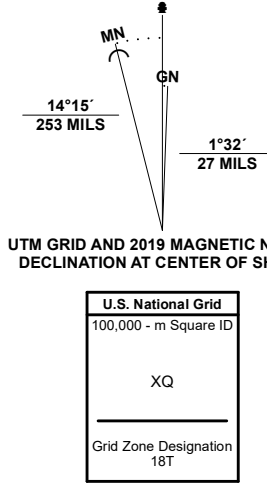 MN
GN
14°15´
253 MILS
1°32´
27 MILS
UTM GRID AND 2019 MAGNETIC
DECLINATION AT CENTER OF
U.S. National Grid
100,000 - m Square ID
XQ
Grid Zone Designation
18T